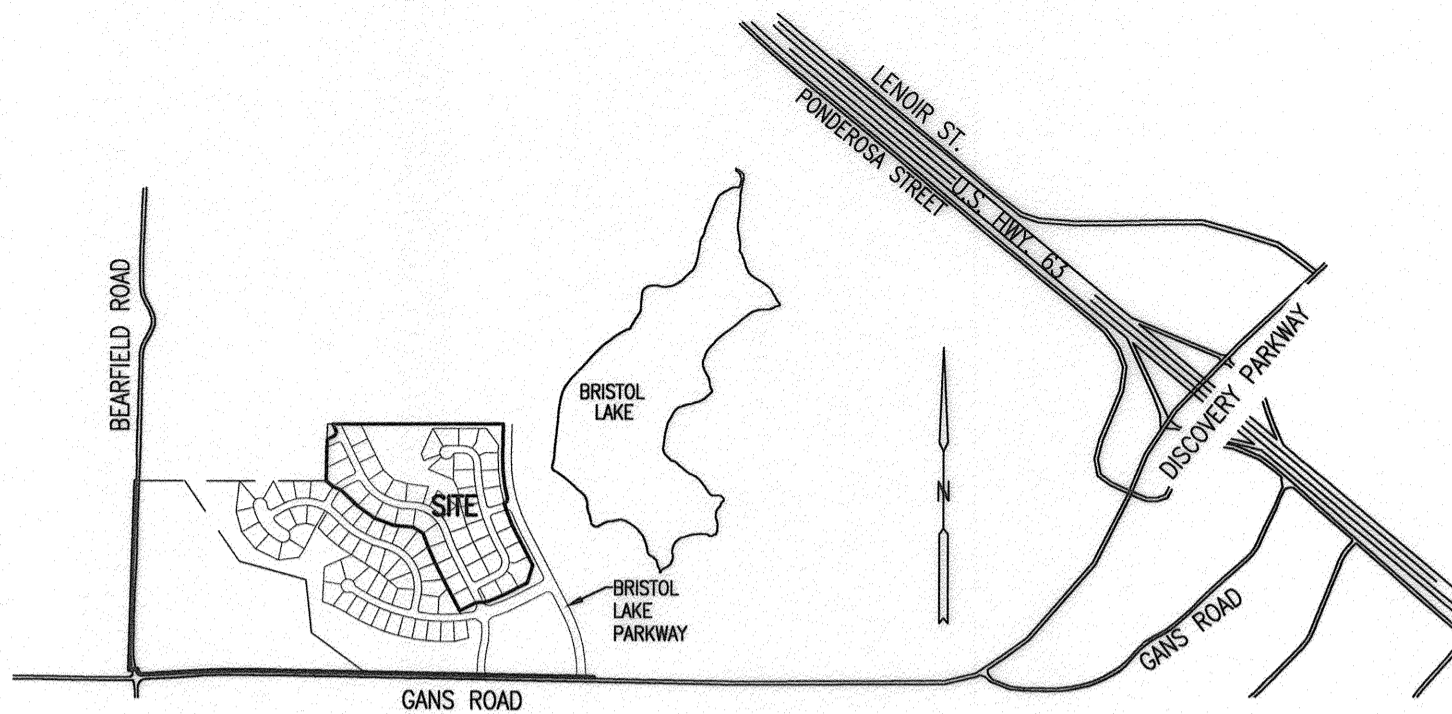 LENOIR ST.
PONDEROSA STREET
U.S. HWY. 63
BEARFIELD ROAD
DISCOVERY PARKWAY
BRISTOL
LAKE
SITE
N
BRISTOL
LAKE
PARKWAY
GANS ROAD
GANS ROAD